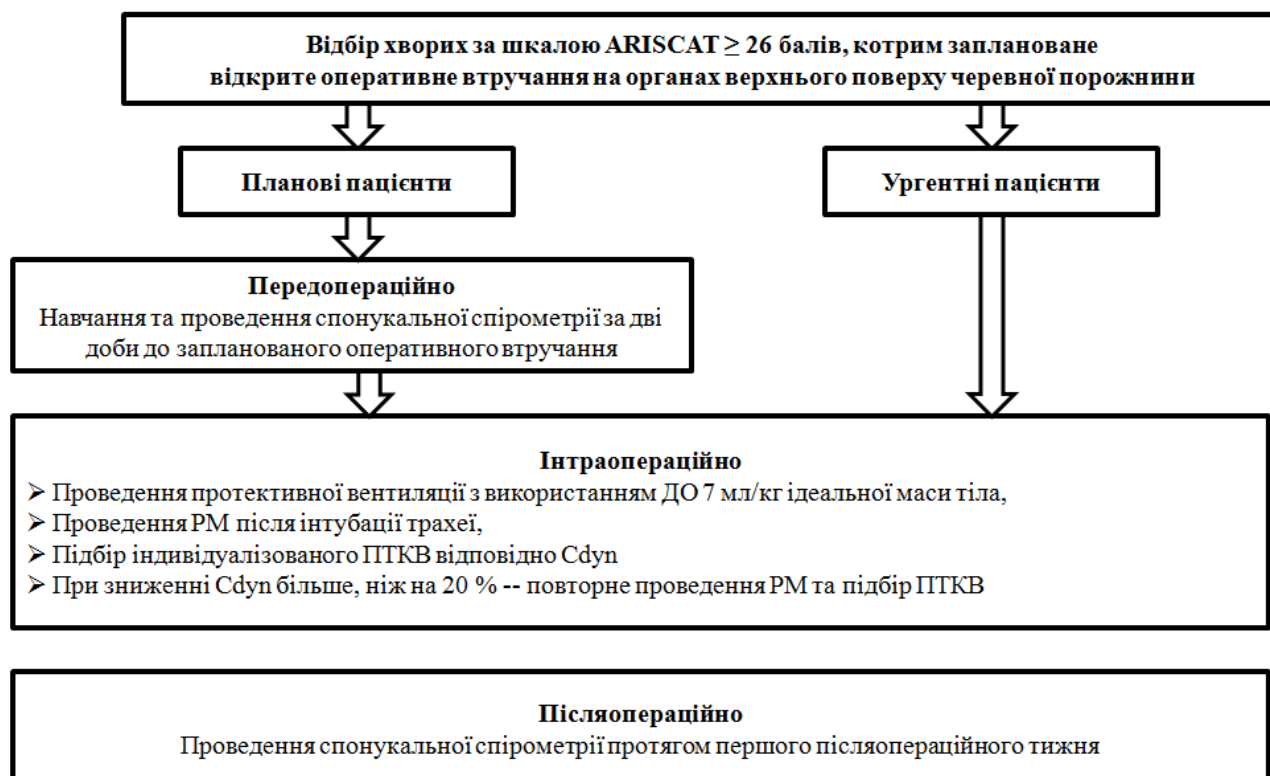 Відбір хворих за шкалою ARISCAT ≥ 26 балів, котрим заплановане
відкрите оперативне втручання на органах верхнього поверху черевної порожнини
Планові пацієнти
Ургентні пацієнти
Передопераційно
Навчання та проведення спонукальної спірометрії за дві
доби до запланованого оперативного втручання
Інтраопераційно
➢ Проведення протективної вентиляції з використанням ДО 7 мл/кг ідеальної маси тіла,
➢ Проведення РМ після інтубації трахеї,
➢ Підбір індивідуалізованого ПТКВ відповідно Cdyn
➢ При зниженні Cdyn більше, ніж на 20 % -- повторне проведення РМ та підбір ПТКВ
Післяопераційно
Проведення спонукальної спірометрії протягом першого післяопераційного тижня